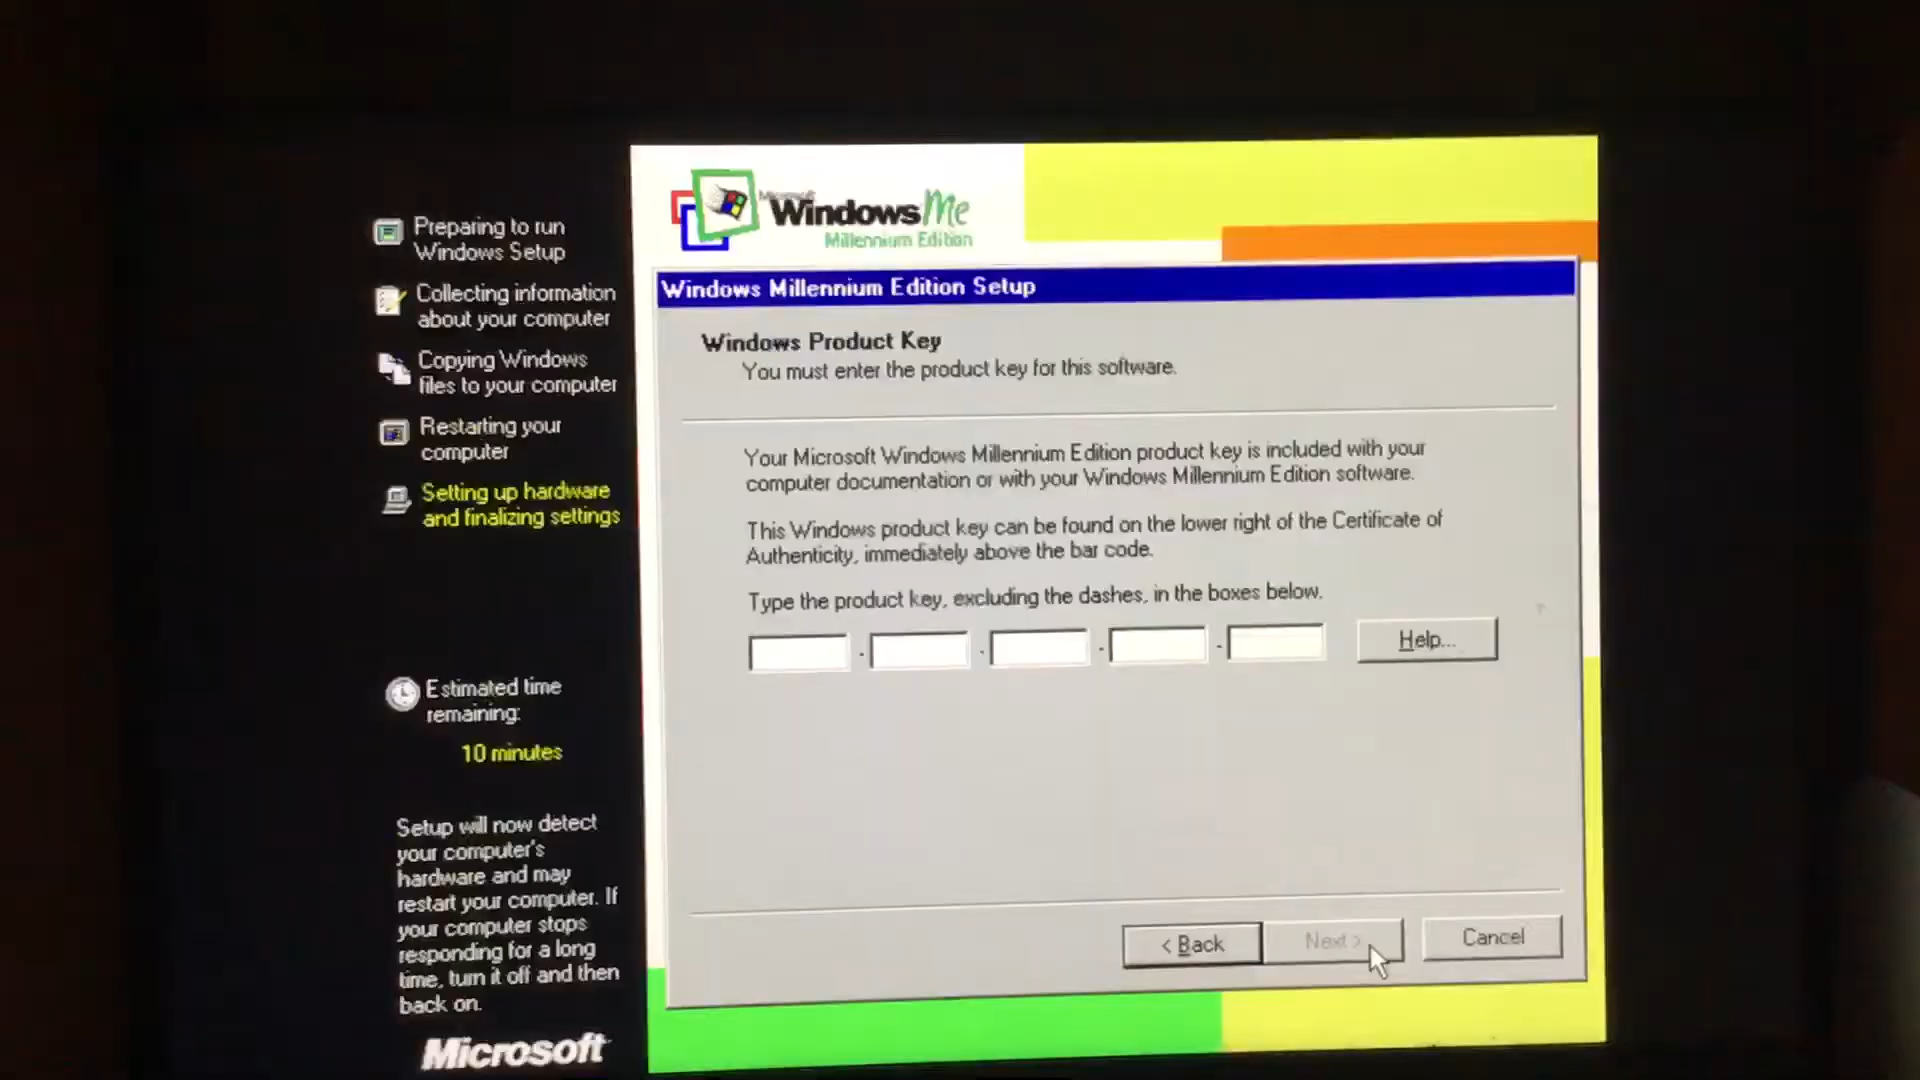 Preparing to run
Windows Setup
Collecting information
about your computer
Copying Windows
files to your computer
Restarting your
computer
Setting up hardware
and finalizing settings
Estimated time
remaining:
10 minutes
Setup will now detect
your computer's
hardware and may
restart your computer. If
your computer stops
responding for a long
time, turn it off and then
back on.
Microsoft
Microsoft
Windows Me
Millennium Edition
Windows Millennium Edition Setup
Windows Product Key
You must enter the product key for this software.
Your Microsoft Windows Millennium Edition product key is included with your
computer documentation or with your Windows Millennium Edition software.
This Windows product key can be found on the lower right of the Certificate of
Authenticity, immediately above the bar code.
Type the product key, excluding the dashes, in the boxes below.
- - - -
Help...
< Back
Next >
Cancel